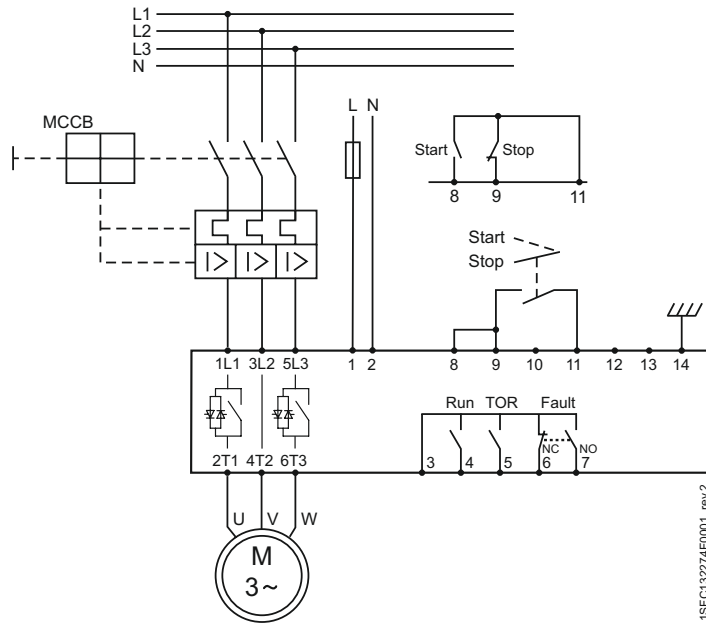 L1
L2
L3
N
MCCB
L N
Start Stop
8 9 11
Start
Stop
I> I> I>
1L1 3L2 5L3 1 2 8 9 10 11 12 13 14
Run TOR Fault
NC NO
2T1 4T2 6T3 3 4 5 6 7
U V W
M
3~
1SFC132274F0001_rev2